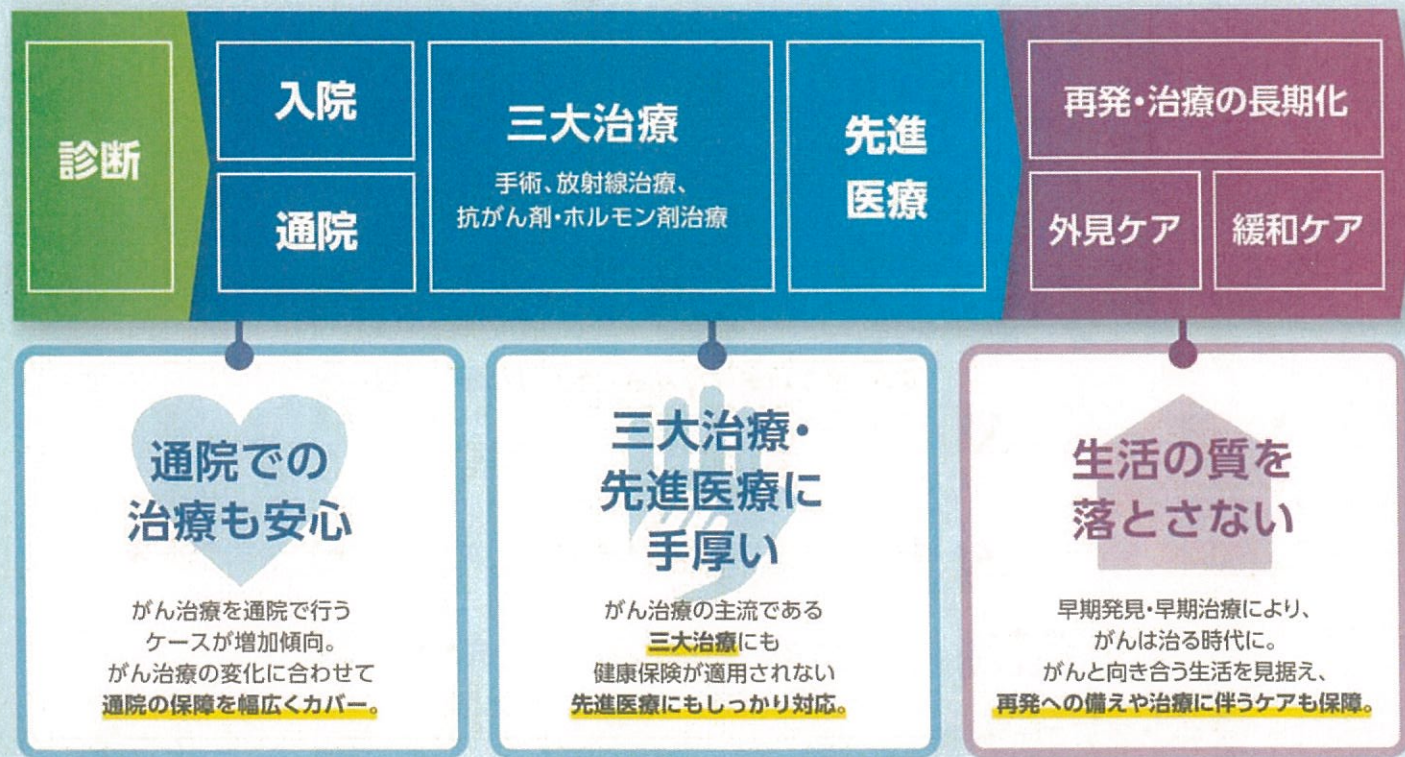 診断
入院
通院
三大治療
手術、放射線治療、
抗がん剤・ホルモン剤治療
先進
医療
再発・治療の長期化
外見ケア
緩和ケア
通院での
治療も安心
がん治療を通院で行う
ケースが増加傾向。
がん治療の変化に合わせて
通院の保障を幅広くカバー。
三大治療・
先進医療に
手厚い
がん治療の主流である
三大治療にも
健康保険が適用されない
先進医療にもしっかり対応。
生活の質を
落とさない
早期発見・早期治療により、
がんは治る時代に。
がんと向き合う生活を見据え、
再発への備えや治療に伴うケアも保障。